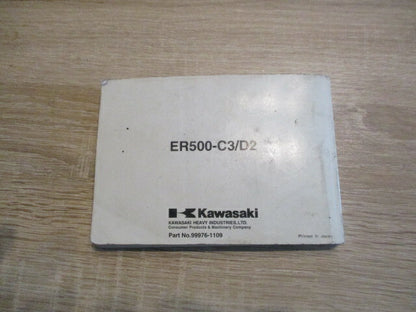 ER500-C3/D2
Kawasaki
KAWASAKI HEAVY INDUSTRIES, LTD.
Consumer Products & Machinery Company
Part No.99976-1109
Printed in Japan